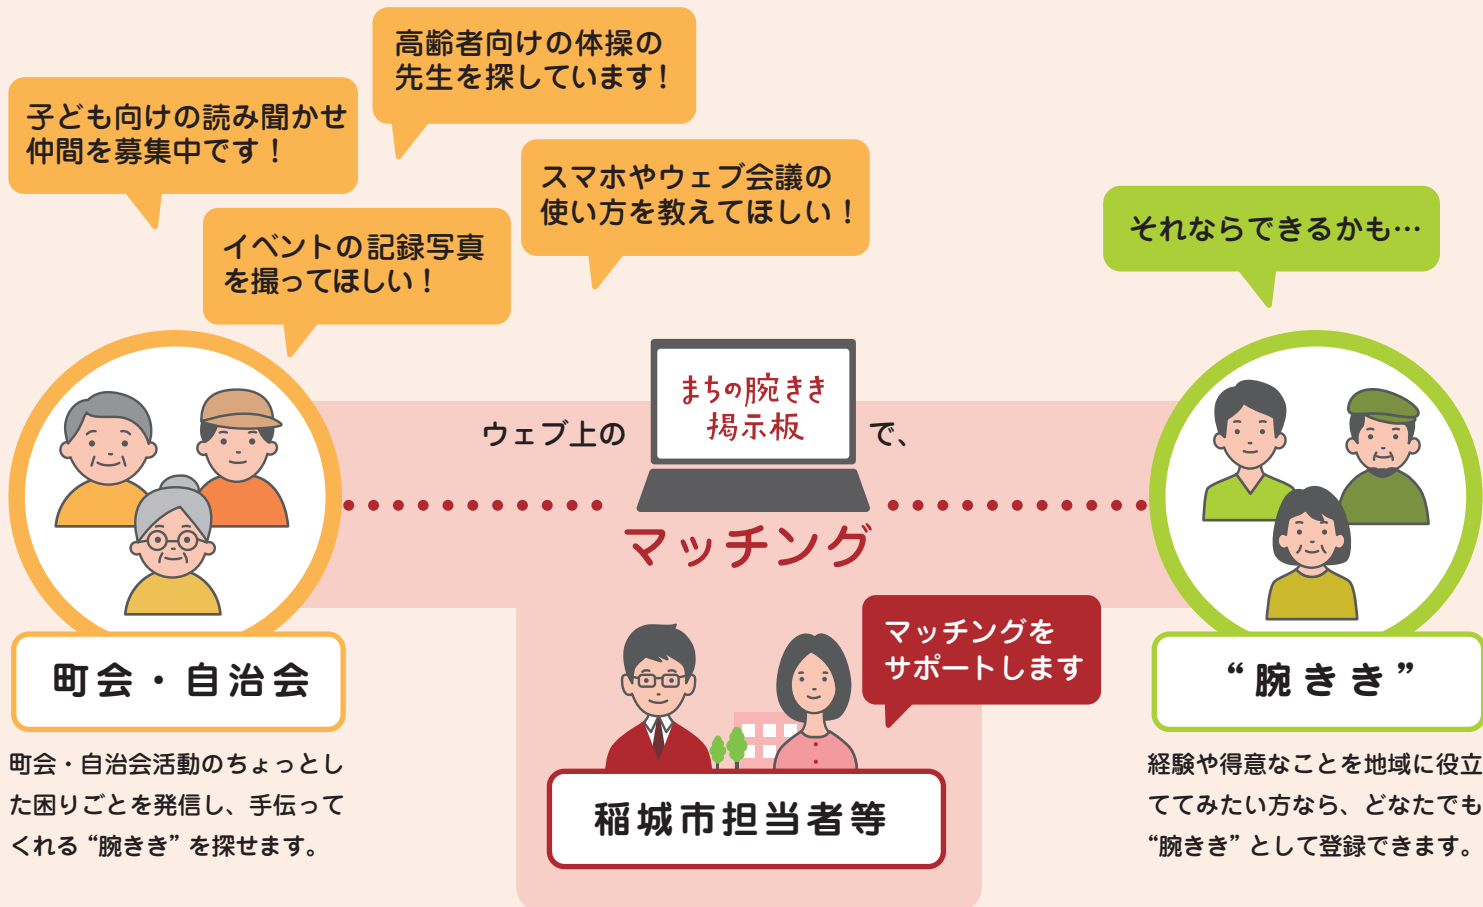 高齢者向けの体操の
先生を探しています！
子ども向けの読み聞かせ
仲間を募集中です！
スマホやウェブ会議の
使い方を教えてほしい！
イベントの記録写真
を撮ってほしい！
それならできるかも…
ウェブ上の
まちの腕きき
掲示板
で、
マッチング
マッチングを
サポートします
町会・自治会
町会・自治会活動のちょっとし
た困りごとを発信し、手伝って
くれる“腕きき”を探せます。
稲城市担当者等
“腕きき”
経験や得意なことを地域に役立
ててみたい方なら、どなたでも
“腕きき”として登録できます。